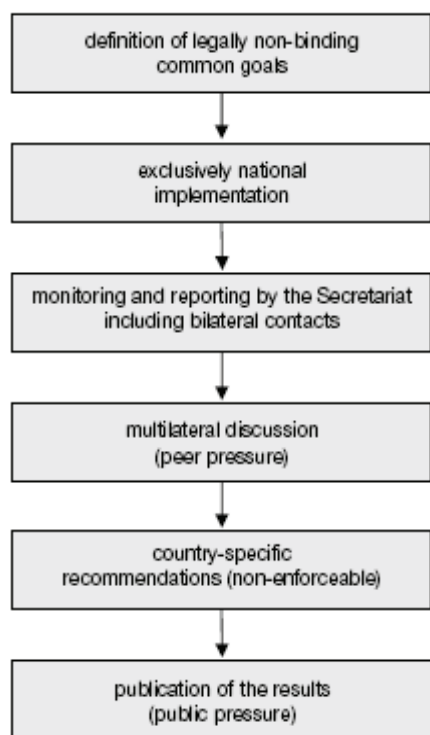 definition of legally non-binding
common goals
exclusively national
implementation
monitoring and reporting by the Secretariat
including bilateral contacts
multilateral discussion
(peer pressure)
country-specific
recommendations (non-enforceable)
publication of the results
(public pressure)